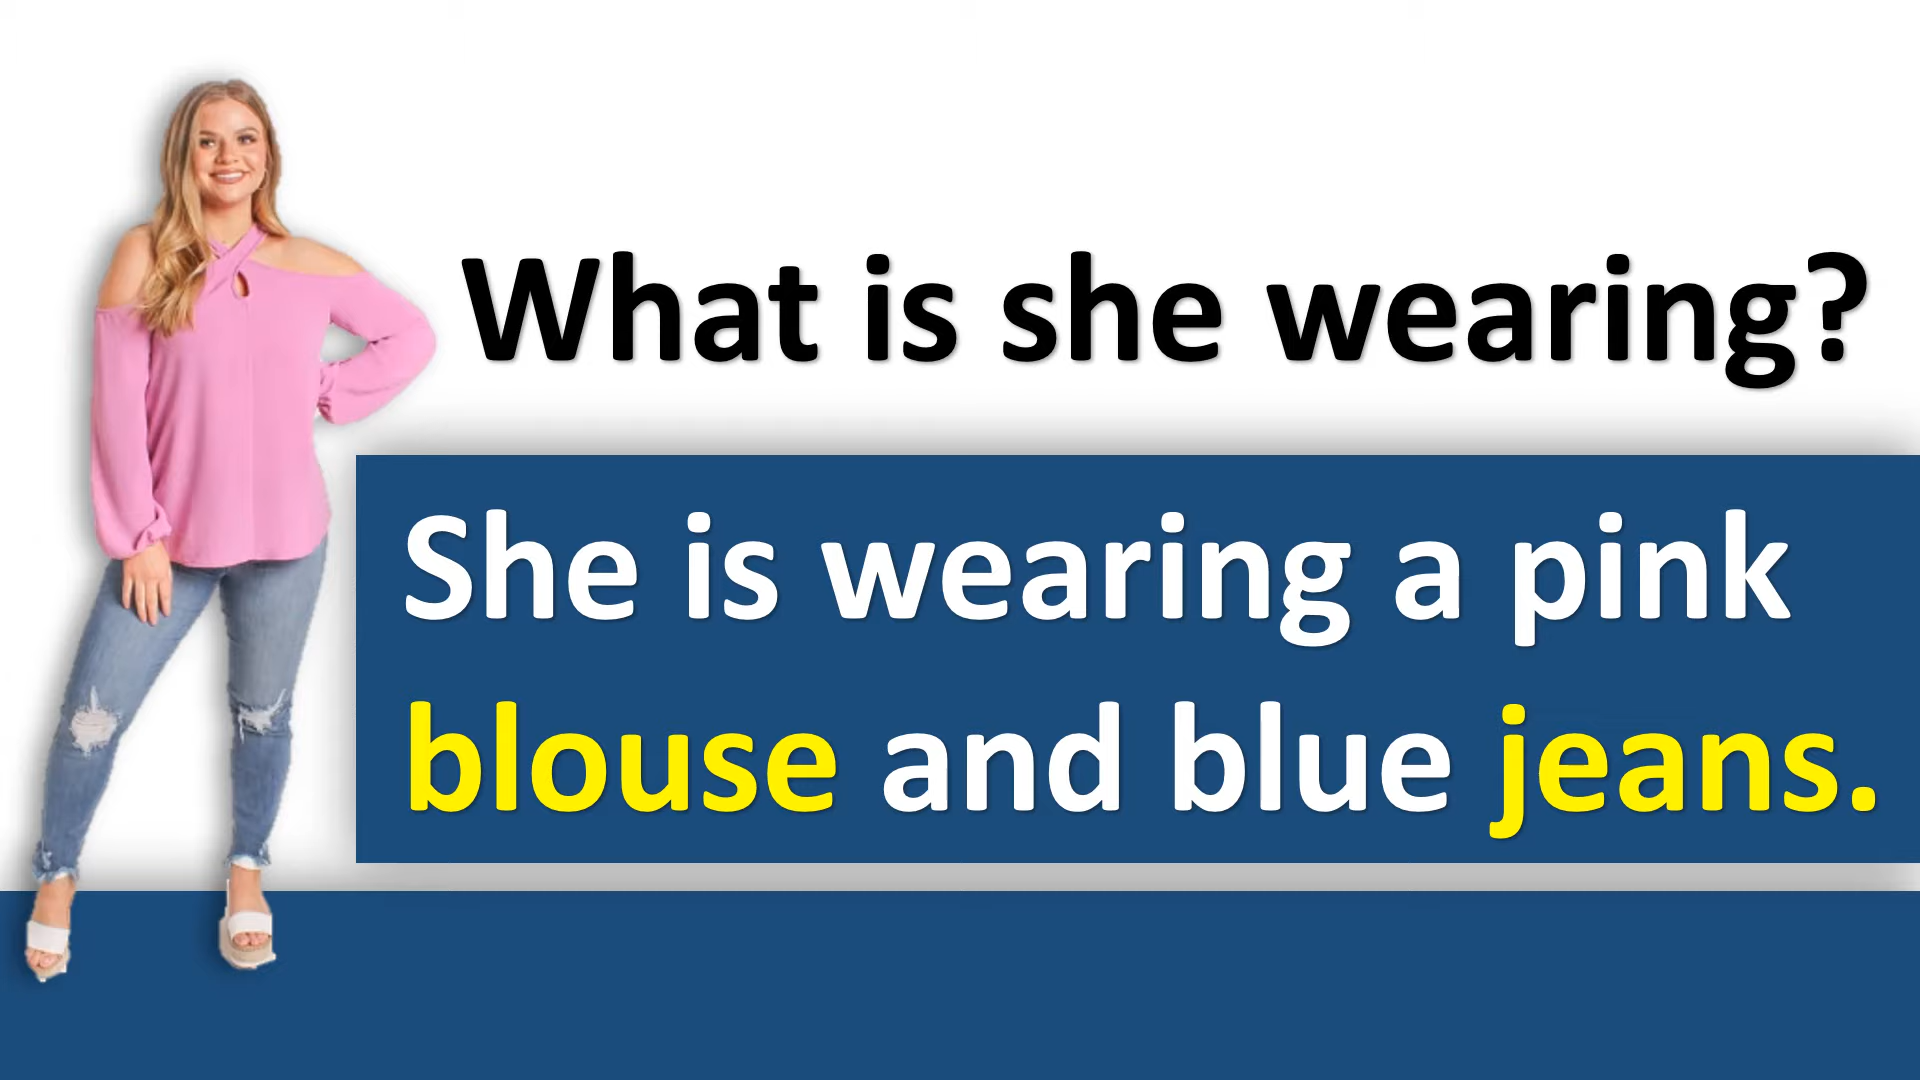 What is she wearing?
She is wearing a pink
blouse and blue jeans.